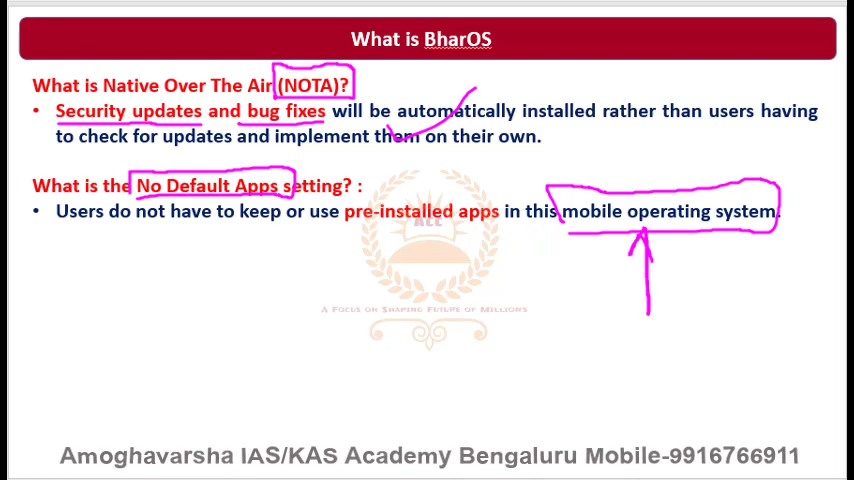 What is BharOS
What is Native Over The Air (NOTA)?
• Security updates and bug fixes will be automatically installed rather than users having
to check for updates and implement them on their own.
What is the No Default Apps setting? :
• Users do not have to keep or use pre-installed apps in this mobile operating system.
ACC
A Focus on Shaping Future of Millions
Amoghavarsha IAS/KAS Academy Bengaluru Mobile-9916766911